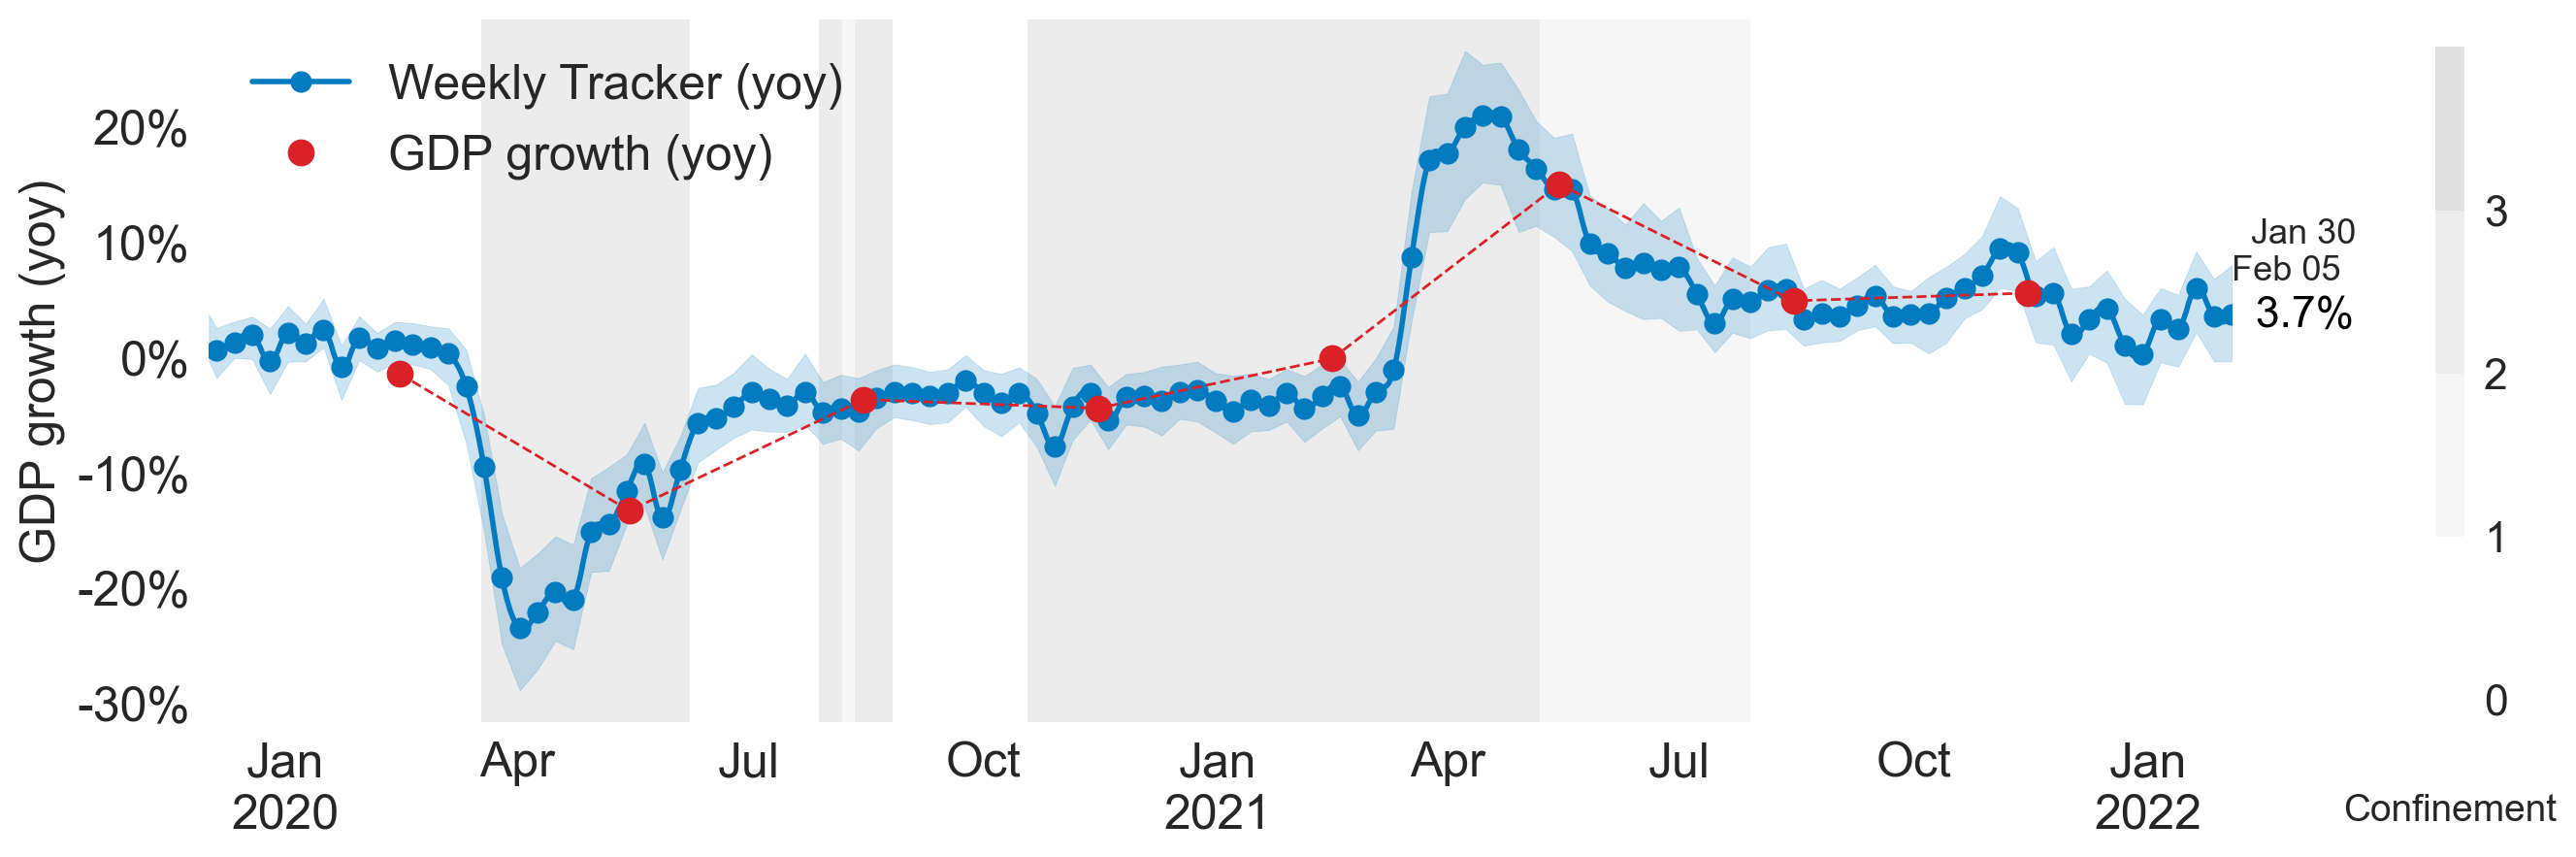 Weekly Tracker (yoy)
GDP growth (yoy)
GDP growth (yoy)
20%
10%
0%
-10%
-20%
-30%
Jan
2020
Apr
Jul
Oct
Jan
2021
Apr
Jul
Oct
Jan
2022
Jan 30
Feb 05
3.7%
3
2
1
0
Confinement